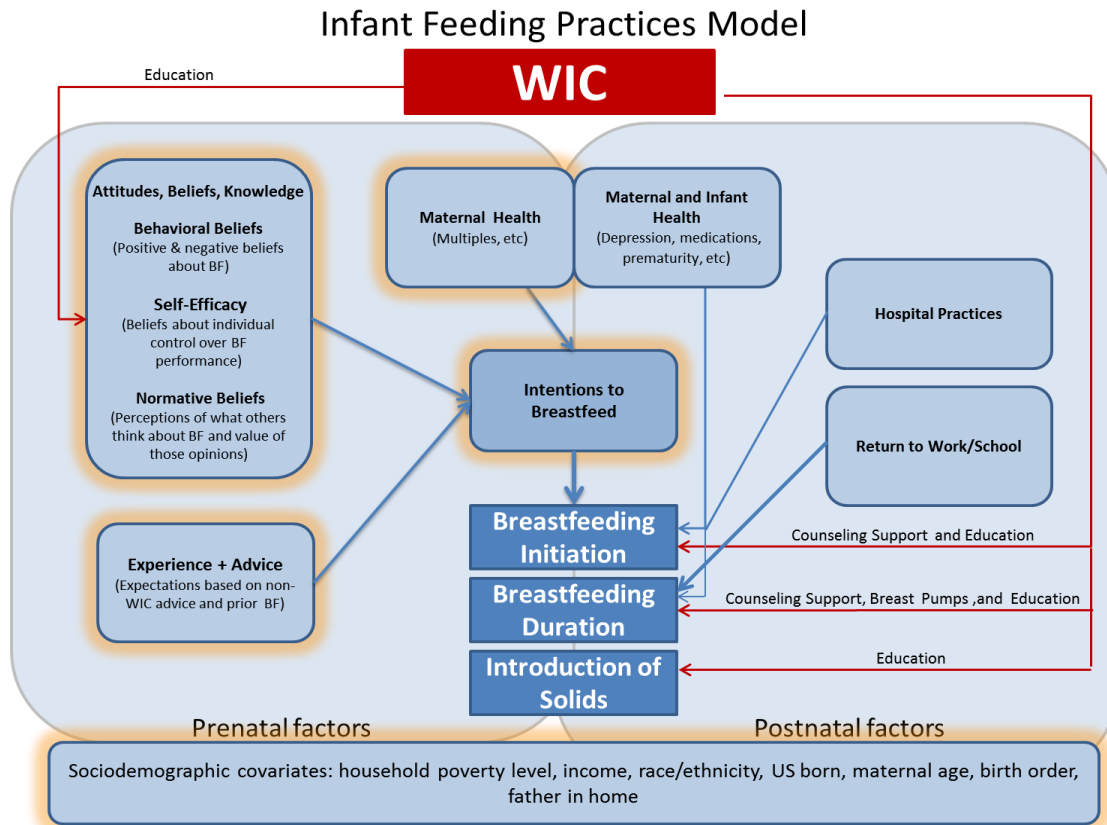 Infant Feeding Practices Model
WIC
Education
Attitudes, Beliefs, Knowledge
Behavioral Beliefs
(Positive & negative beliefs
about BF)
Self-Efficacy
(Beliefs about individual
control over BF
performance)
Normative Beliefs
(Perceptions of what others
think about BF and value of
those opinions)
Experience + Advice
(Expectations based on non-
WIC advice and prior BF)
Maternal Health
(Multiples, etc)
Maternal and Infant
Health
(Depression, medications,
prematurity, etc)
Intentions to
Breastfeed
Hospital Practices
Return to Work/School
Breastfeeding
Initiation
Counseling Support and Education
Breastfeeding
Duration
Counseling Support, Breast Pumps ,and Education
Introduction of
Solids
Education
Prenatal factors
Postnatal factors
Sociodemographic covariates: household poverty level, income, race/ethnicity, US born, maternal age, birth order,
father in home